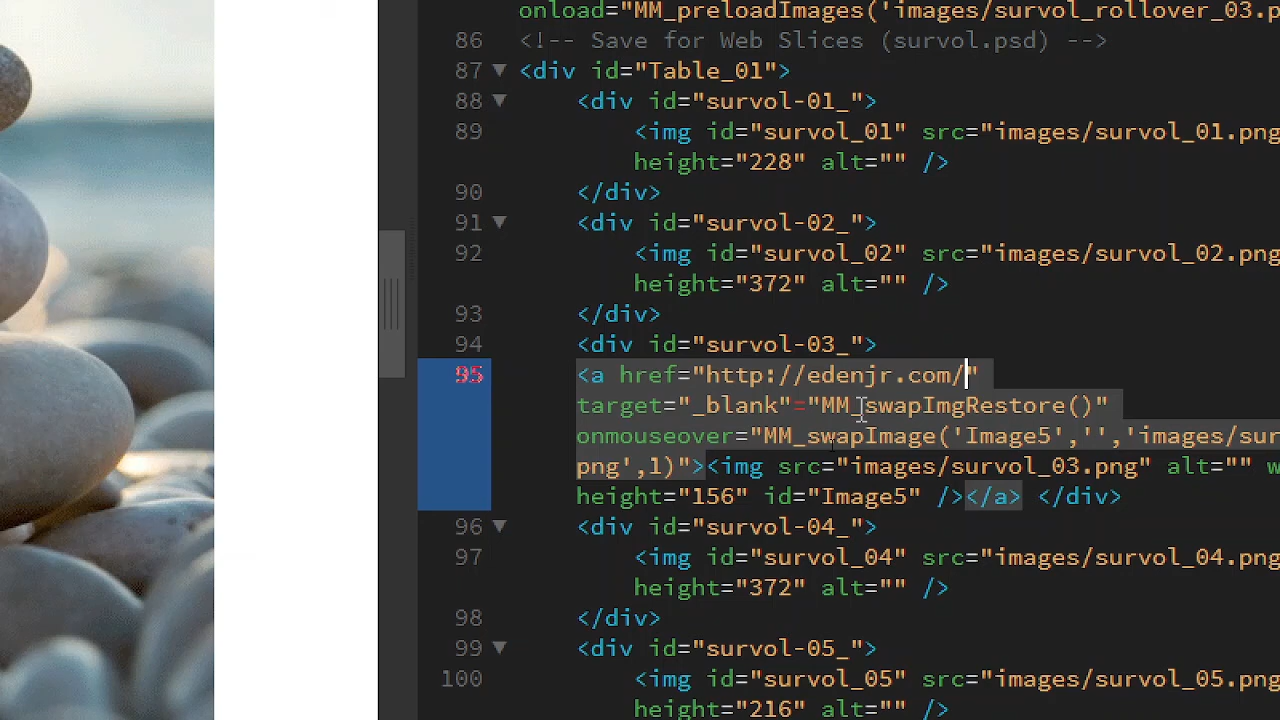 onload="MM_preloadImages('images/survol_rollover_03.p
86 <!-- Save for Web Slices (survol.psd) -->
87 <div id="Table_01">
88 <div id="survol-01_">
89 <img id="survol_01" src="images/survol_01.png
height="228" alt="" />
90 </div>
91 <div id="survol-02_">
92 <img id="survol_02" src="images/survol_02.png
height="372" alt="" />
93 </div>
94 <div id="survol-03_">
95 <a href="http://edenjr.com/"
target="_blank"="MM_swapImgRestore()"
onmouseover="MM_swapImage('Image5','','images/sur
png',1)"><img src="images/survol_03.png" alt="" w
height="156" id="Image5" /></a> </div>
96 <div id="survol-04_">
97 <img id="survol_04" src="images/survol_04.png
height="372" alt="" />
98 </div>
99 <div id="survol-05_">
100 <img id="survol_05" src="images/survol_05.png
height="216" alt="" />